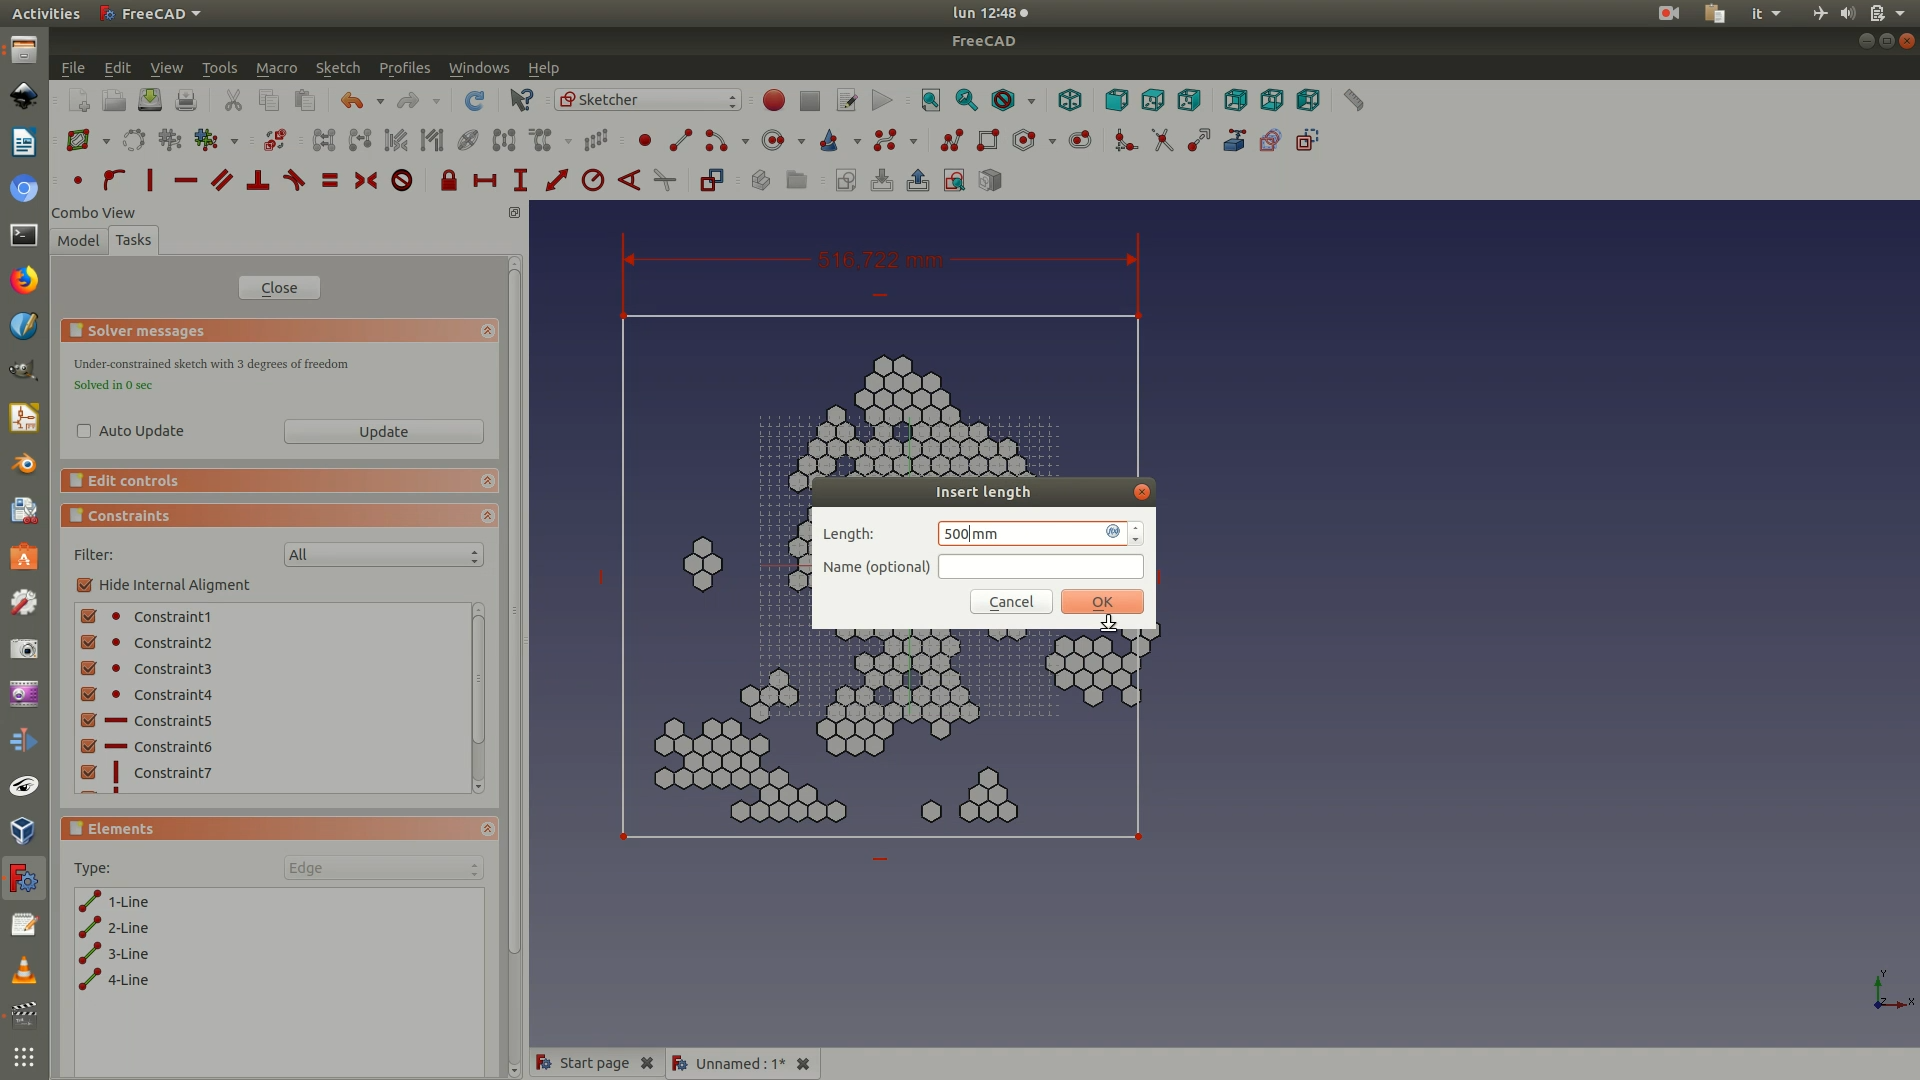 Activities FreeCAD lun 12:48 it
FreeCAD
File Edit View Tools Macro Sketch Profiles Windows Help
Sketcher
Combo View
Model Tasks
Close
Solver messages
Under-constrained sketch with 3 degrees of freedom
Solved in 0 sec
Auto Update Update
Edit controls
Constraints
Filter: All
Hide Internal Aligment
Constraint1
Constraint2
Constraint3
Constraint4
Constraint5
Constraint6
Constraint7
Elements
Type: Edge
1-Line
2-Line
3-Line
4-Line
516,722 mm
Insert length
Length: 500 mm
Name (optional)
Cancel OK
Y
Z X
Start page Unnamed : 1*